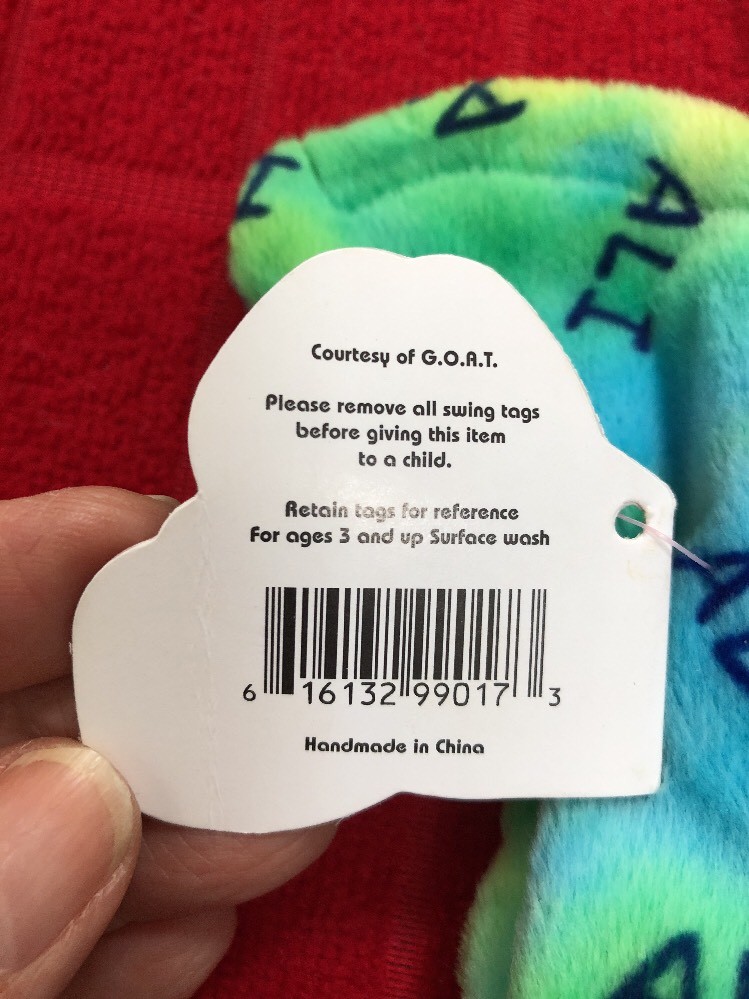 ALI
Courtesy of G.O.A.T.
Please remove all swing tags
before giving this item
to a child.
Retain tags for reference
For ages 3 and up Surface wash
6 16132 99017 3
Handmade in China